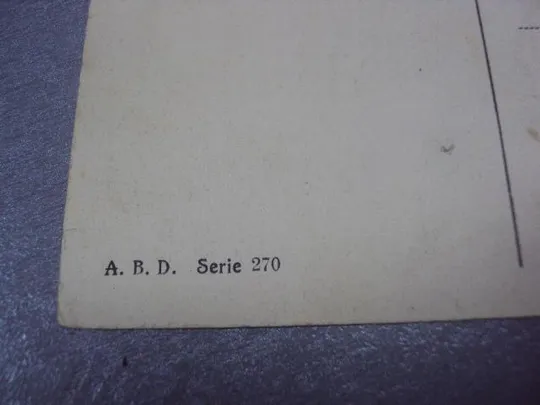 A. B. D. Serie 270